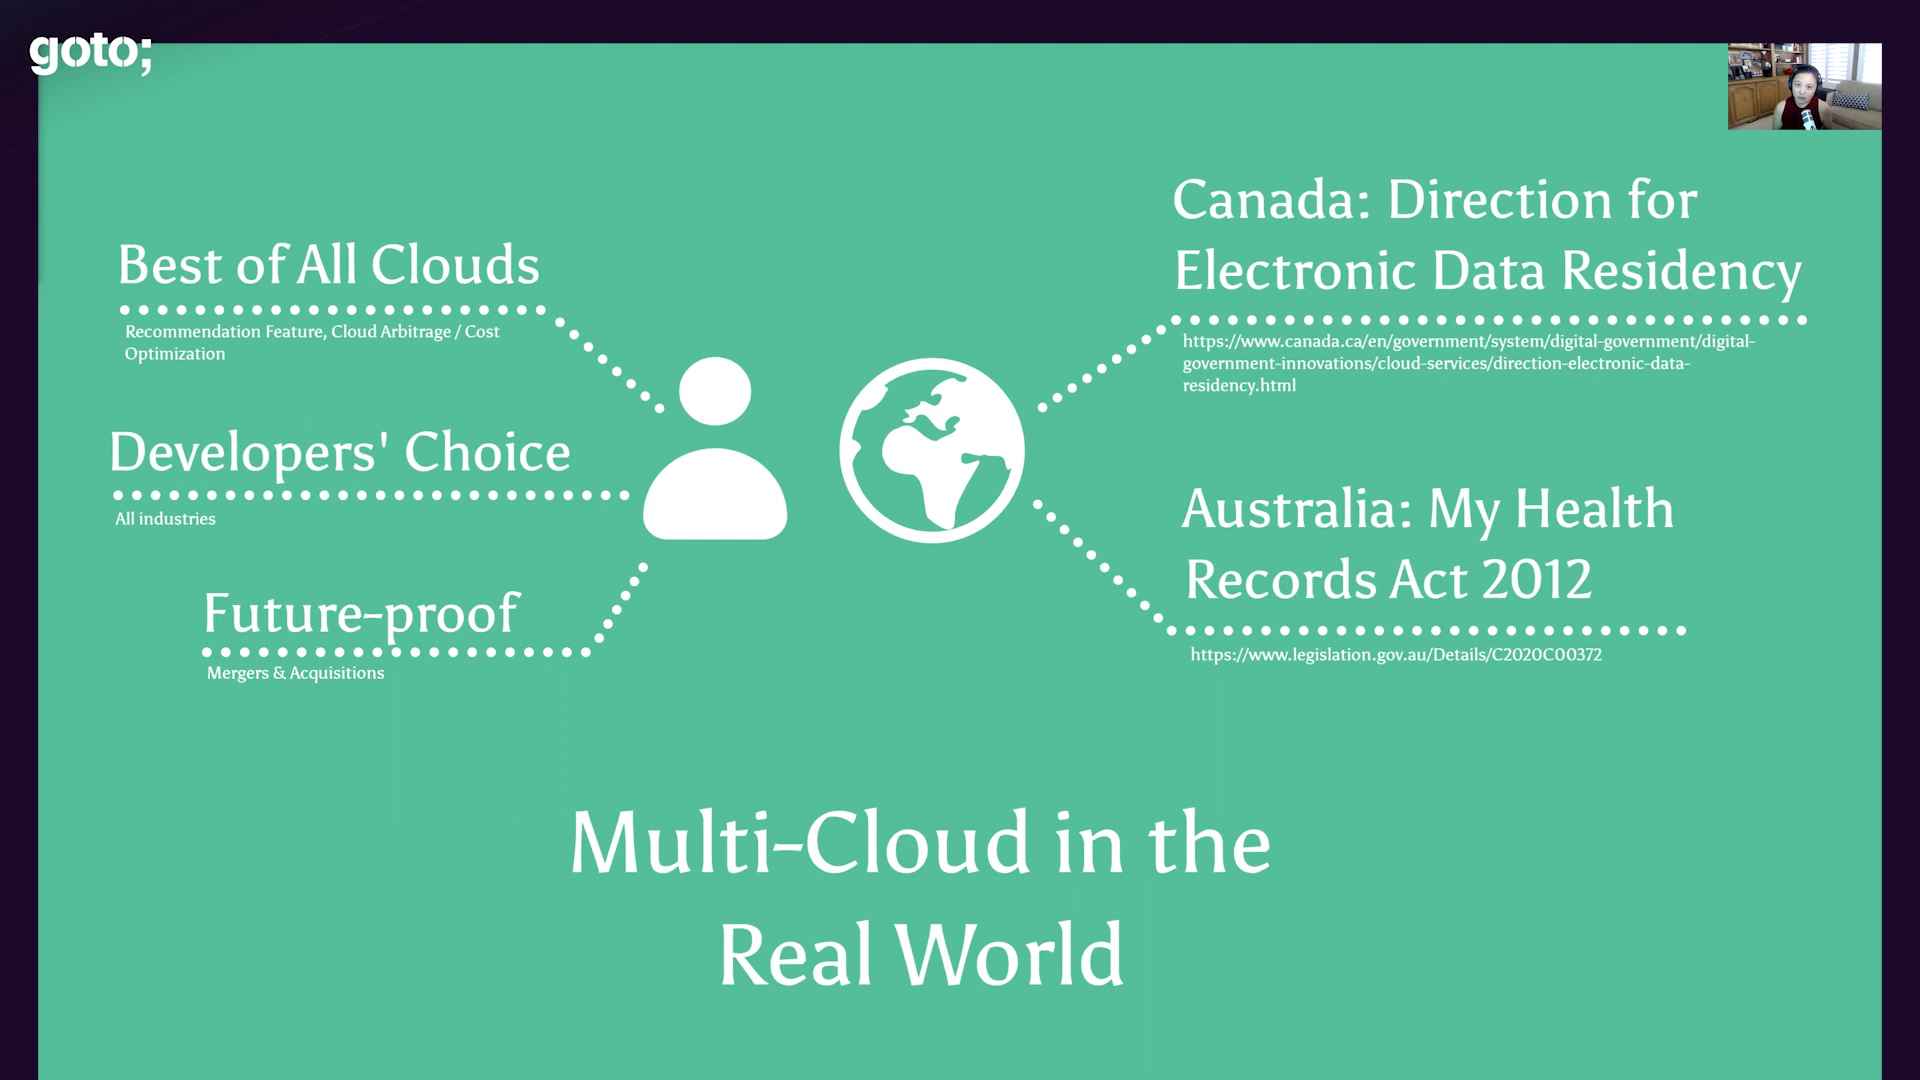 goto;
Best of All Clouds
Recommendation Feature, Cloud Arbitrage / Cost
Optimization
Developers' Choice
All industries
Future-proof
Mergers & Acquisitions
Canada: Direction for
Electronic Data Residency
https://www.canada.ca/en/government/system/digital-government/digital-
government-innovations/cloud-services/direction-electronic-data-
residency.html
Australia: My Health
Records Act 2012
https://www.legislation.gov.au/Details/C2020C00372
Multi-Cloud in the
Real World